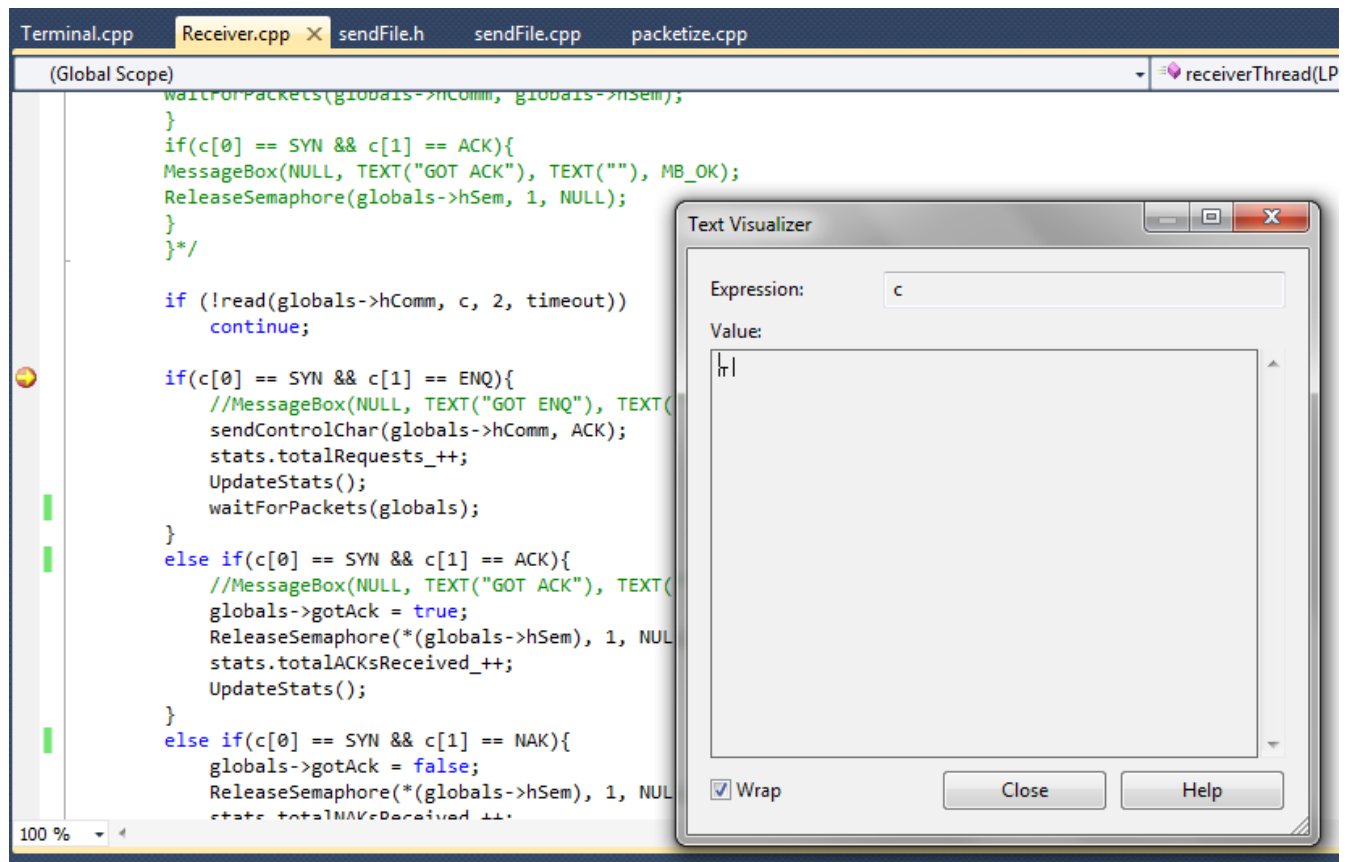 Terminal.cpp Receiver.cpp sendFile.h sendFile.cpp packetize.cpp
(Global Scope) receiverThread(LP
waitForPackets(globals->hComm, globals->hSem);
}
if(c[0] == SYN && c[1] == ACK){
MessageBox(NULL, TEXT("GOT ACK"), TEXT(""), MB_OK);
ReleaseSemaphore(globals->hSem, 1, NULL);
}
}*/
if (!read(globals->hComm, c, 2, timeout))
continue;
if(c[0] == SYN && c[1] == ENQ){
//MessageBox(NULL, TEXT("GOT ENQ"), TEXT(
sendControlChar(globals->hComm, ACK);
stats.totalRequests_++;
UpdateStats();
waitForPackets(globals);
}
else if(c[0] == SYN && c[1] == ACK){
//MessageBox(NULL, TEXT("GOT ACK"), TEXT(
globals->gotAck = true;
ReleaseSemaphore(*(globals->hSem), 1, NUL
stats.totalACKsReceived_++;
UpdateStats();
}
else if(c[0] == SYN && c[1] == NAK){
globals->gotAck = false;
ReleaseSemaphore(*(globals->hSem), 1, NUL
stats.totalNAKsReceived_++;
100 %
Text Visualizer
Expression: c
Value:
Wrap Close Help